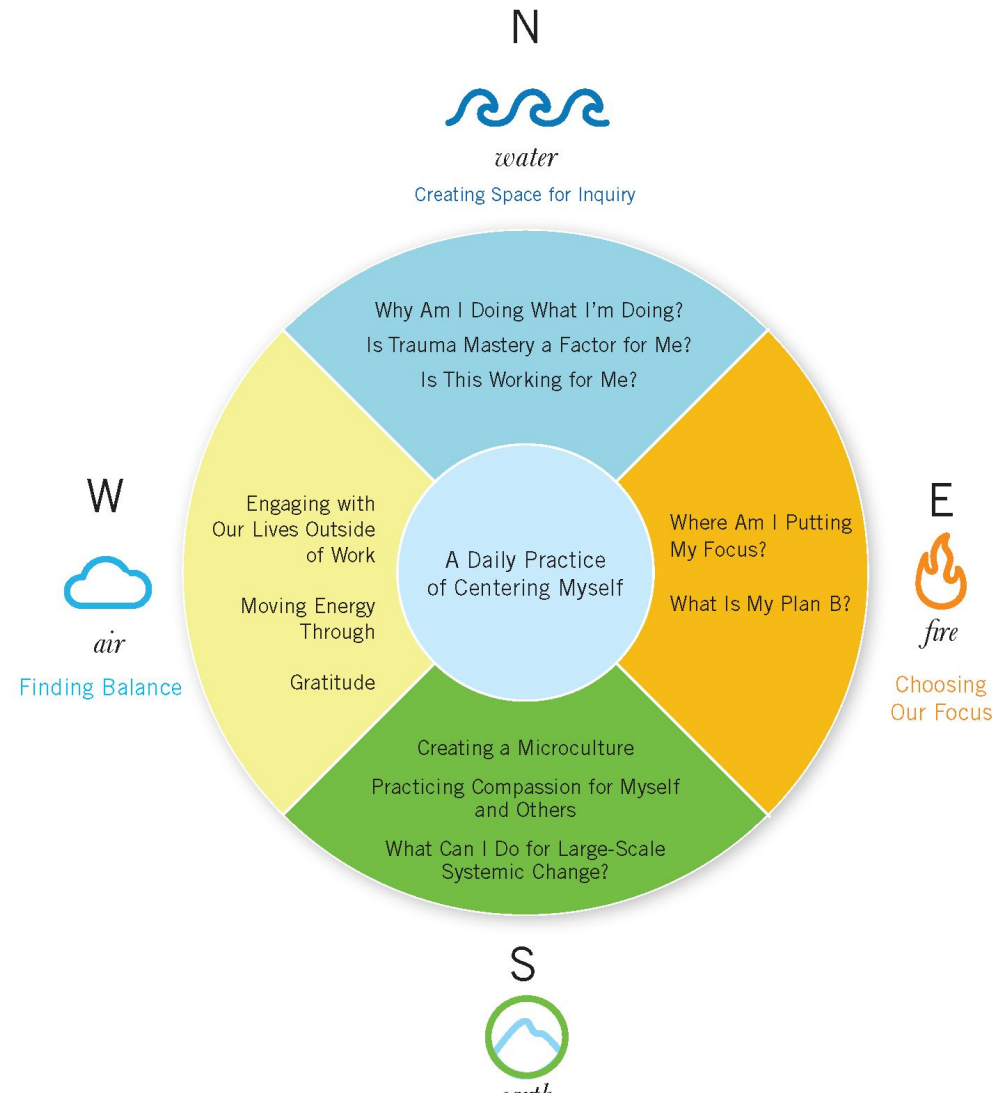 N
water
Creating Space for Inquiry
Why Am I Doing What I'm Doing?
Is Trauma Mastery a Factor for Me?
Is This Working for Me?
W
air
Finding Balance
Engaging with
Our Lives Outside
of Work
Moving Energy
Through
Gratitude
A Daily Practice
of Centering Myself
Where Am I Putting
My Focus?
What Is My Plan B?
E
fire
Choosing
Our Focus
Creating a Microculture
Practicing Compassion for Myself
and Others
What Can I Do for Large-Scale
Systemic Change?
S